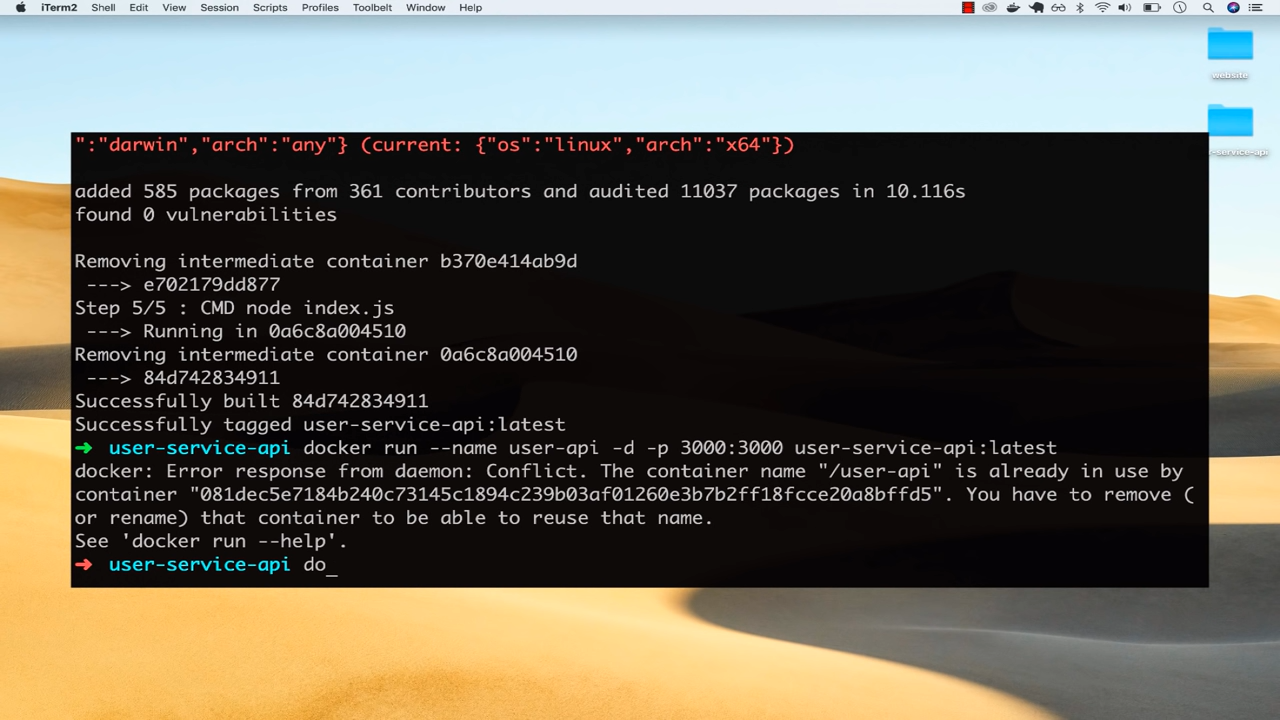 iTerm2 Shell Edit View Session Scripts Profiles Toolbelt Window Help
website
-service-api
":"darwin","arch":"any"} (current: {"os":"linux","arch":"x64"})
added 585 packages from 361 contributors and audited 11037 packages in 10.116s
found 0 vulnerabilities
Removing intermediate container b370e414ab9d
---> e702179dd877
Step 5/5 : CMD node index.js
---> Running in 0a6c8a004510
Removing intermediate container 0a6c8a004510
---> 84d742834911
Successfully built 84d742834911
Successfully tagged user-service-api:latest
➜ user-service-api docker run --name user-api -d -p 3000:3000 user-service-api:latest
docker: Error response from daemon: Conflict. The container name "/user-api" is already in use by
container "081dec5e7184b240c73145c1894c239b03af01260e3b7b2ff18fcce20a8bffd5". You have to remove (
or rename) that container to be able to reuse that name.
See 'docker run --help'.
➜ user-service-api do_